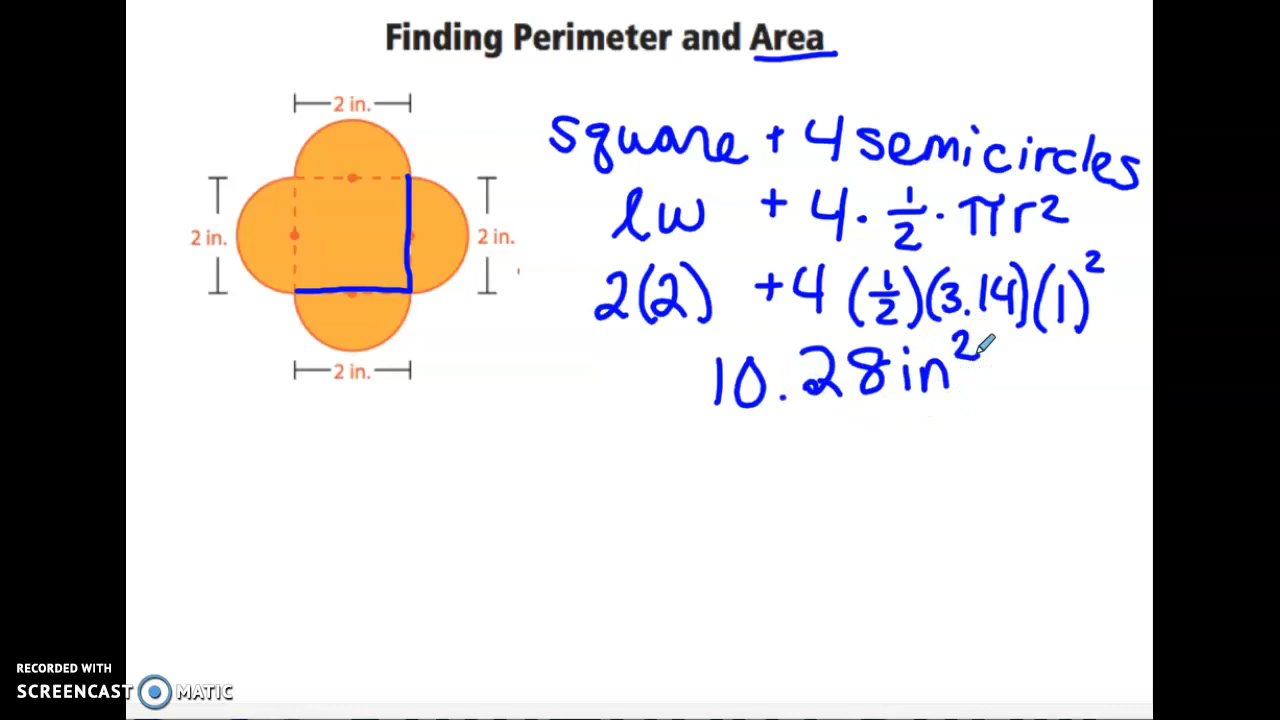 Finding Perimeter and Area
2 in.
2 in.
2 in.
2 in.
square + 4 semicircles
lw + 4 · 1/2 · πr²
2(2) + 4 (1/2)(3.14)(1)²
10.28 in²
RECORDED WITH
SCREENCAST MATIC